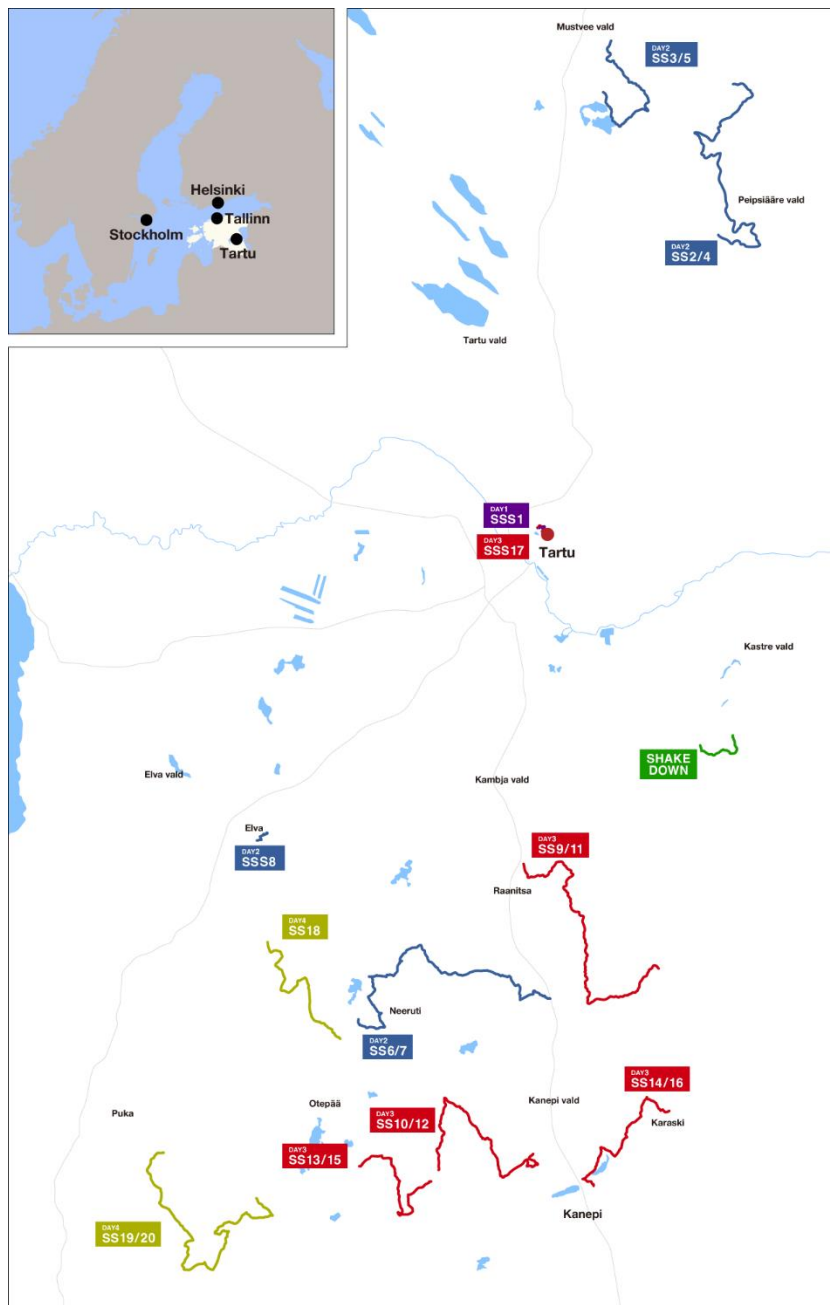 Mustvee vald
DAY2
SS3/5
Helsinki
Tallinn
Stockholm
Tartu
Peipsiääre vald
DAY2
SS2/4
Tartu vald
DAY1
SSS1
DAY3
SSS17
Tartu
Kastre vald
SHAKE
DOWN
Elva vald
Kambja vald
Elva
DAY2
SSS8
DAY3
SS9/11
Raanitsa
DAY4
SS18
Neeruti
DAY2
SS6/7
DAY3
SS14/16
Puka
Otepää
DAY3
SS10/12
Kanepi vald
Karaski
DAY3
SS13/15
Kanepi
DAY4
SS19/20